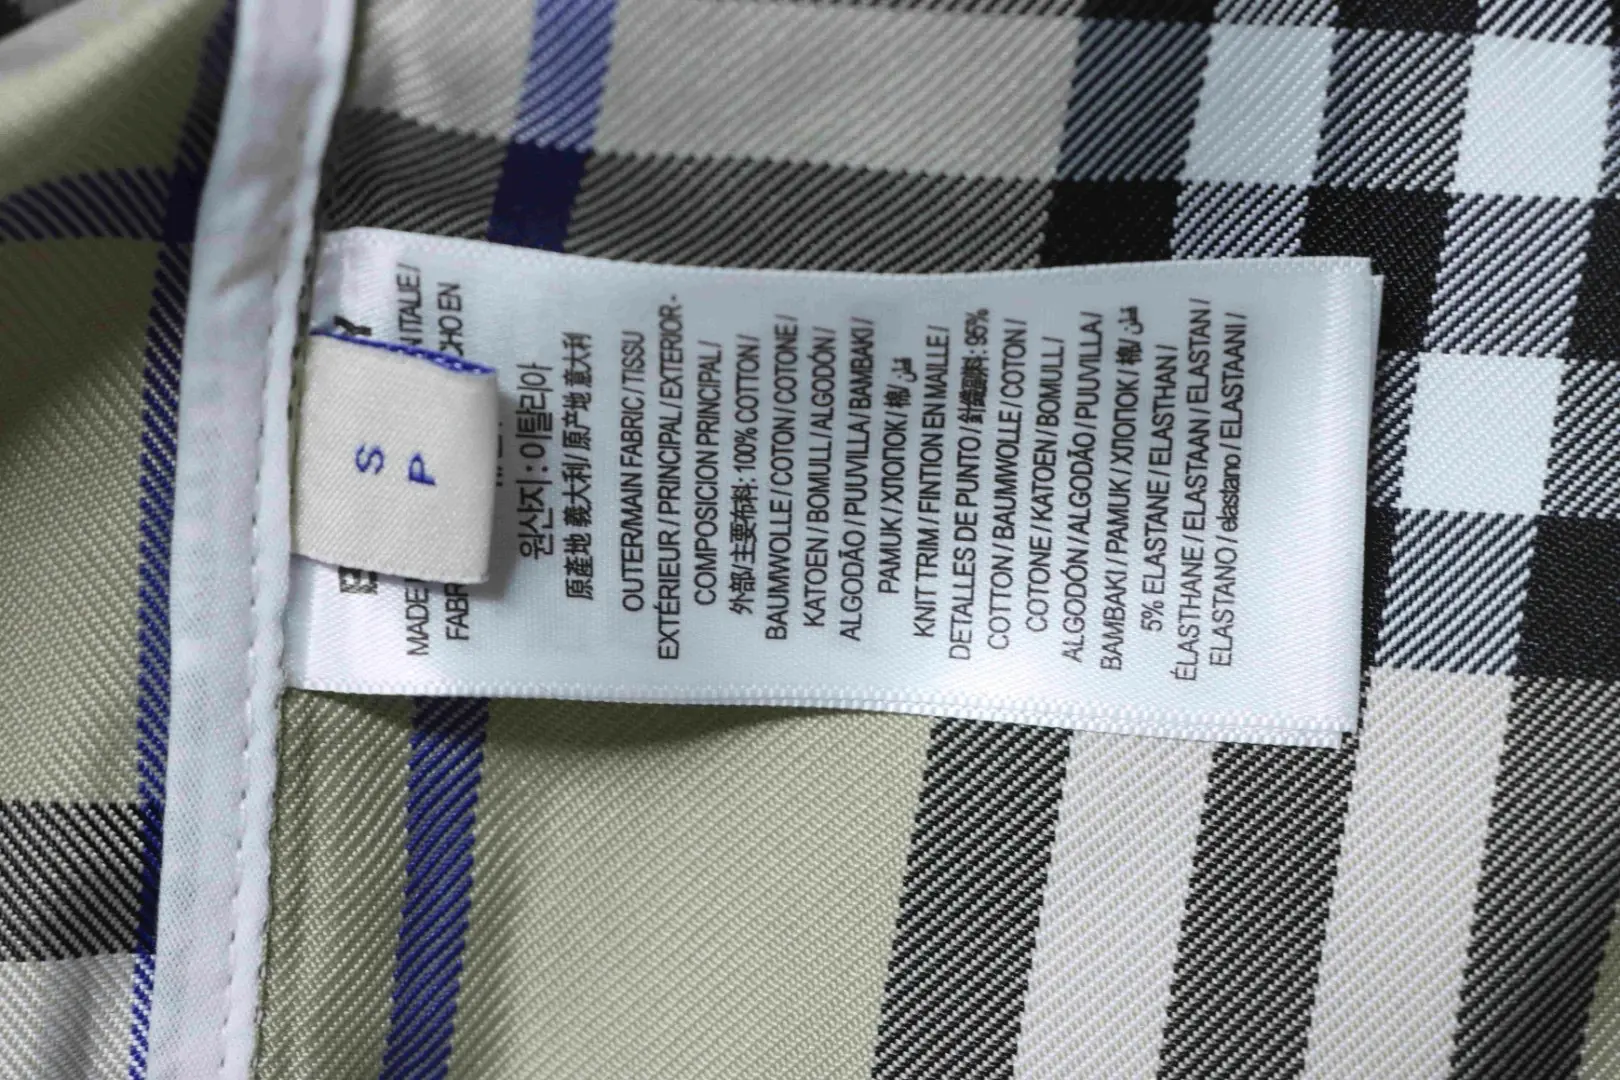 S
P
MADE
N ITALIE /
FABR
CHO EN
원산지 : 이탈리아
原產地 義大利 / 原产地 意大利
OUTER/MAIN FABRIC / TISSU
EXTÉRIEUR / PRINCIPAL / EXTERIOR-
COMPOSICION PRINCIPAL /
外部/主要布料: 100% COTTON /
BAUMWOLLE / COTON / COTONE /
KATOEN / BOMULL / ALGODÓN /
ALGODÃO / PUUVILLA / BAMBAKI /
PAMUK / ΧΙΠΟΠΟΚ / 棉/
KNIT TRIM / FINTION EN MAILLE /
DETALLES DE PUNTO / 針織副料: 95%
COTTON / BAUMWOLLE / COTON /
COTONE / KATOEN / BOMULL /
ALGODÓN / ALGODÃO / PUUVILLA /
BAMBAKI / PAMUK / ΧΙΠΟΠΟΚ / 棉/
5% ELASTANE / ELASTHAN /
ÉLASTHANE / ELASTAAN / ELASTAN /
ELASTANO / elastano / ELASTAANI /